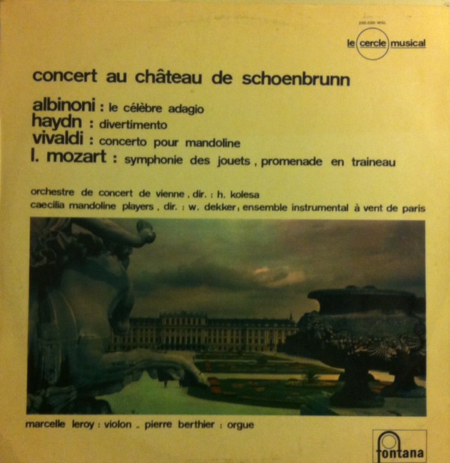 le cercle musical
concert au château de schoenbrunn
albinoni : le célèbre adagio
haydn : divertimento
vivaldi : concerto pour mandoline
l. mozart : symphonie des jouets , promenade en traineau
orchestre de concert de vienne , dir. : h. kolesa
caecilia mandoline players , dir. : w. dekker , ensemble instrumental à vent de paris
marcelle leroy : violon _ pierre berthier : orgue
fontana